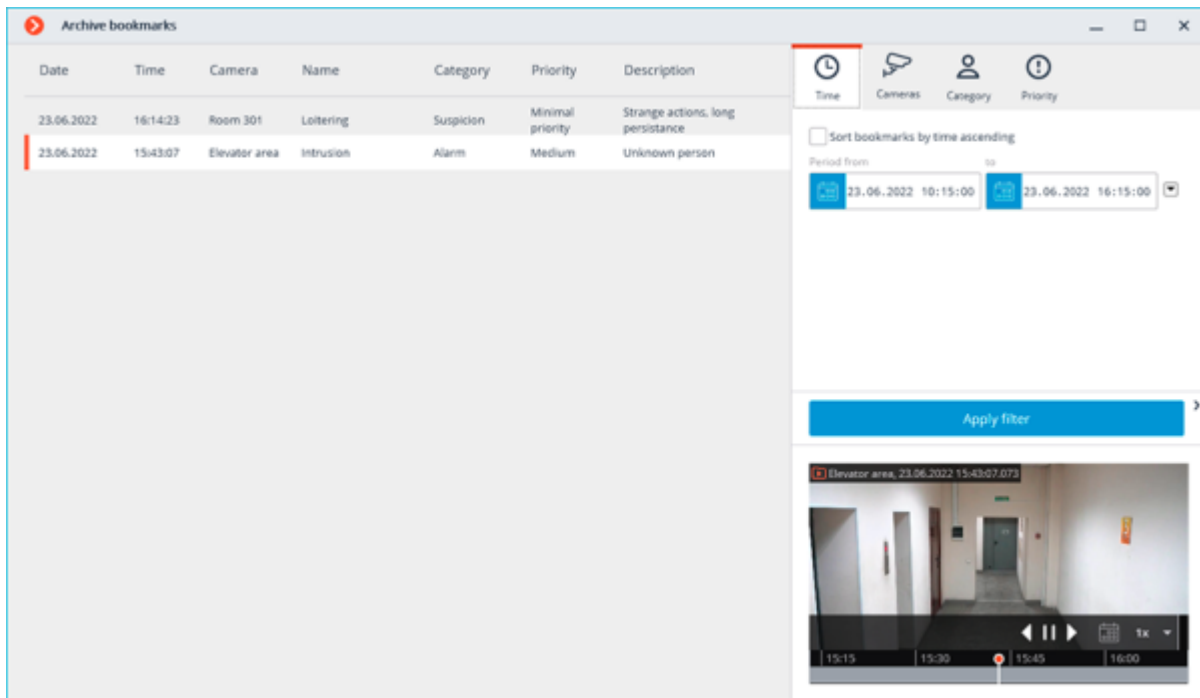 Archive bookmarks
Date Time Camera Name Category Priority Description
23.06.2022 16:14:23 Room 301 Loitering Suspicion Minimal priority Strange actions, long persistance
23.06.2022 15:43:07 Elevator area Intrusion Alarm Medium Unknown person
Time Cameras Category Priority
Sort bookmarks by time ascending
Period from to
23.06.2022 10:15:00 23.06.2022 16:15:00
Apply filter
Elevator area, 23.06.2022 15:43:07.073
1x
15:15 15:30 15:45 16:00